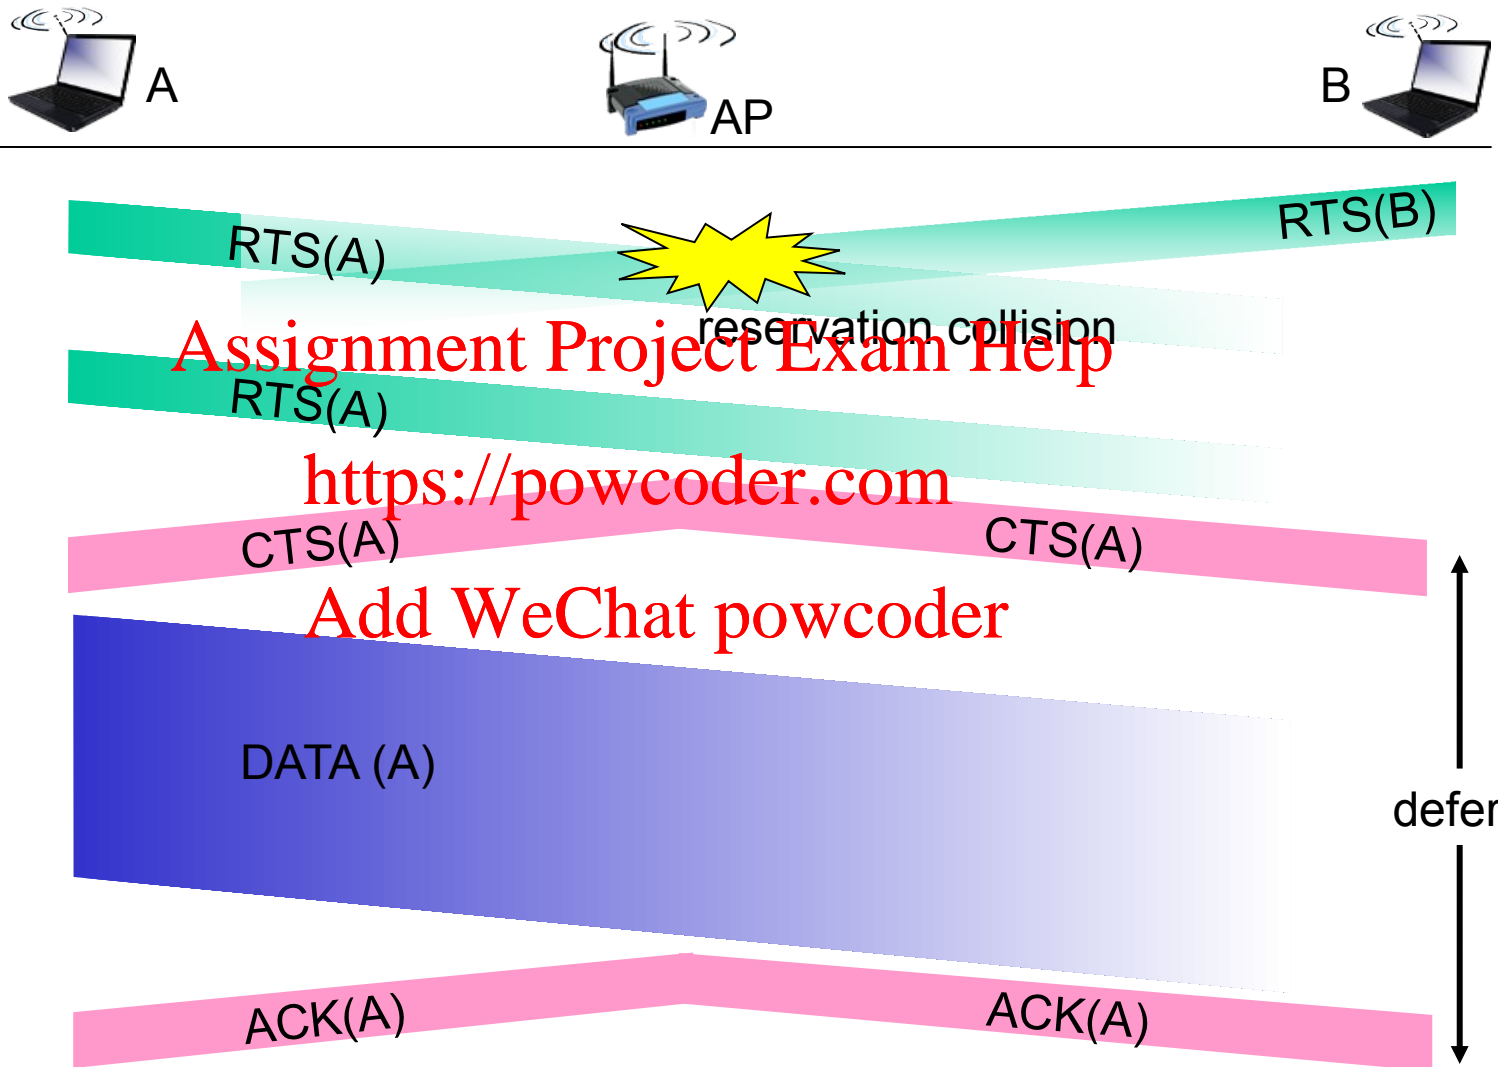 A
AP
B
RTS(A)
RTS(B)
reservation collision
Assignment Project Exam Help
RTS(A)
https://powcoder.com
CTS(A)
CTS(A)
Add WeChat powcoder
DATA (A)
defer
ACK(A)
ACK(A)